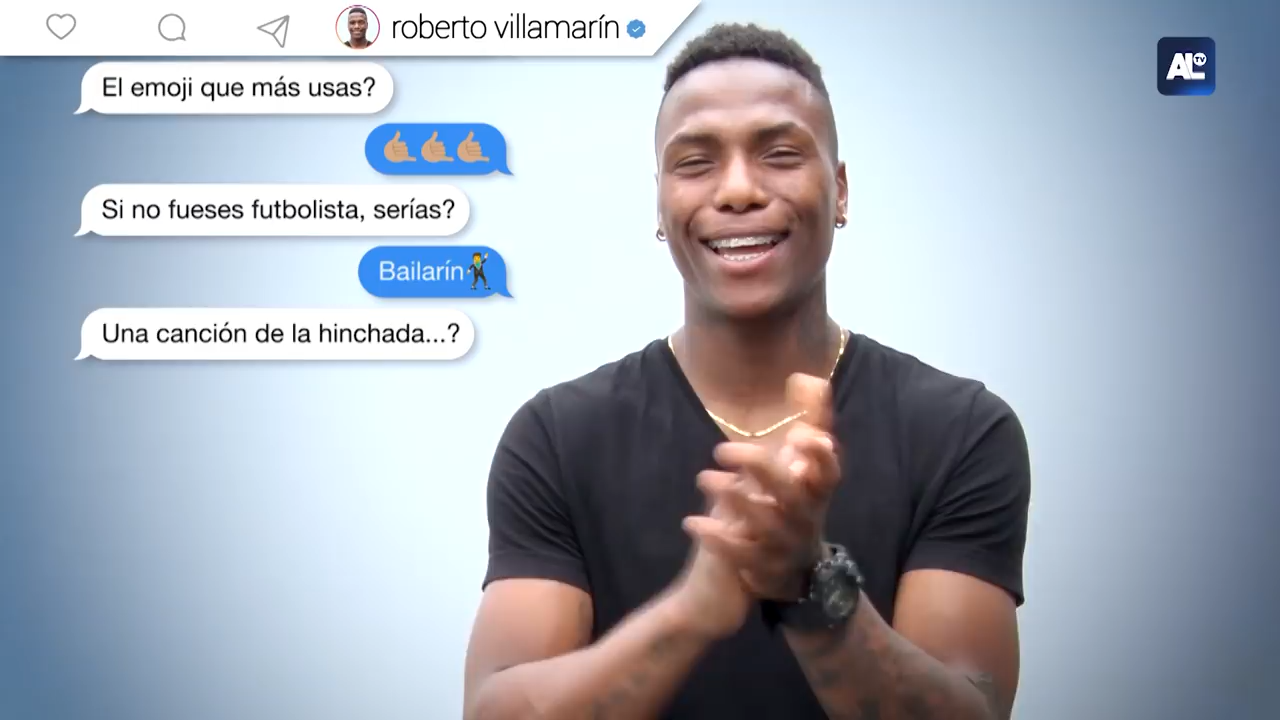 roberto villamarín
AL TV
El emoji que más usas?
🤙🏽🤙🏽🤙🏽
Si no fueses futbolista, serías?
Bailarín🕺
Una canción de la hinchada...?